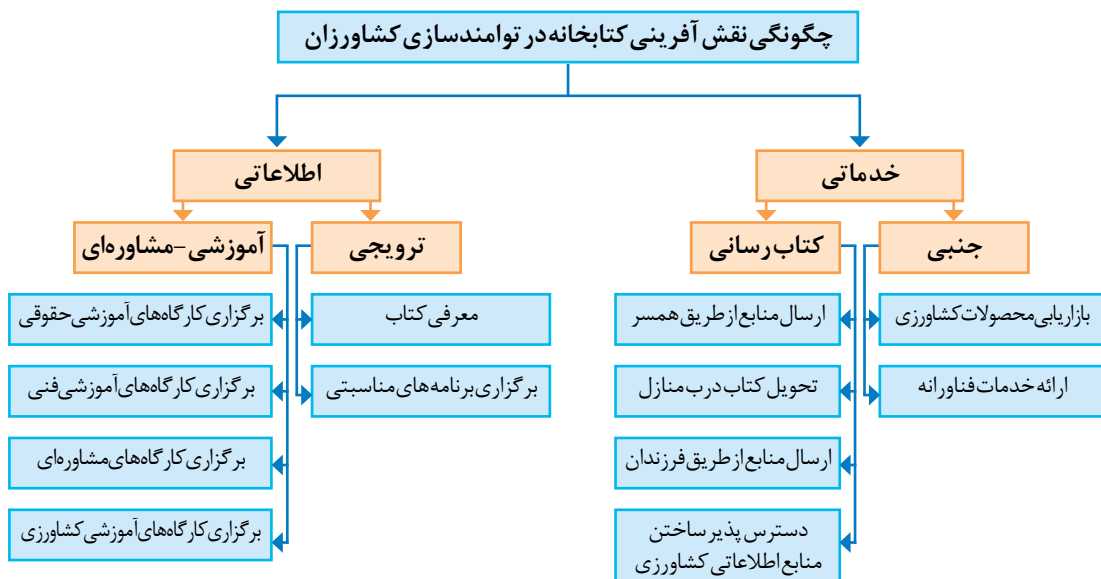 چگونگی نقش آفرینی کتابخانه در توامندسازی کشاورزان
خدماتی
اطلاعاتی
جنبی
کتاب رسانی
ترویجی
آموزشی - مشاوره‌ای
بازاریابی محصولات کشاورزی
ارسال منابع از طریق همسر
معرفی کتاب
برگزاری کارگاه‌های آموزشی حقوقی
ارائه خدمات فناورانه
تحویل کتاب درب منازل
برگزاری برنامه‌های مناسبتی
برگزاری کارگاه‌های آموزشی فنی
ارسال منابع از طریق فرزندان
برگزاری کارگاه‌های مشاوره‌ای
دسترس پذیر ساختن
منابع اطلاعاتی کشاورزی
برگزاری کارگاه‌های آموزشی کشاورزی